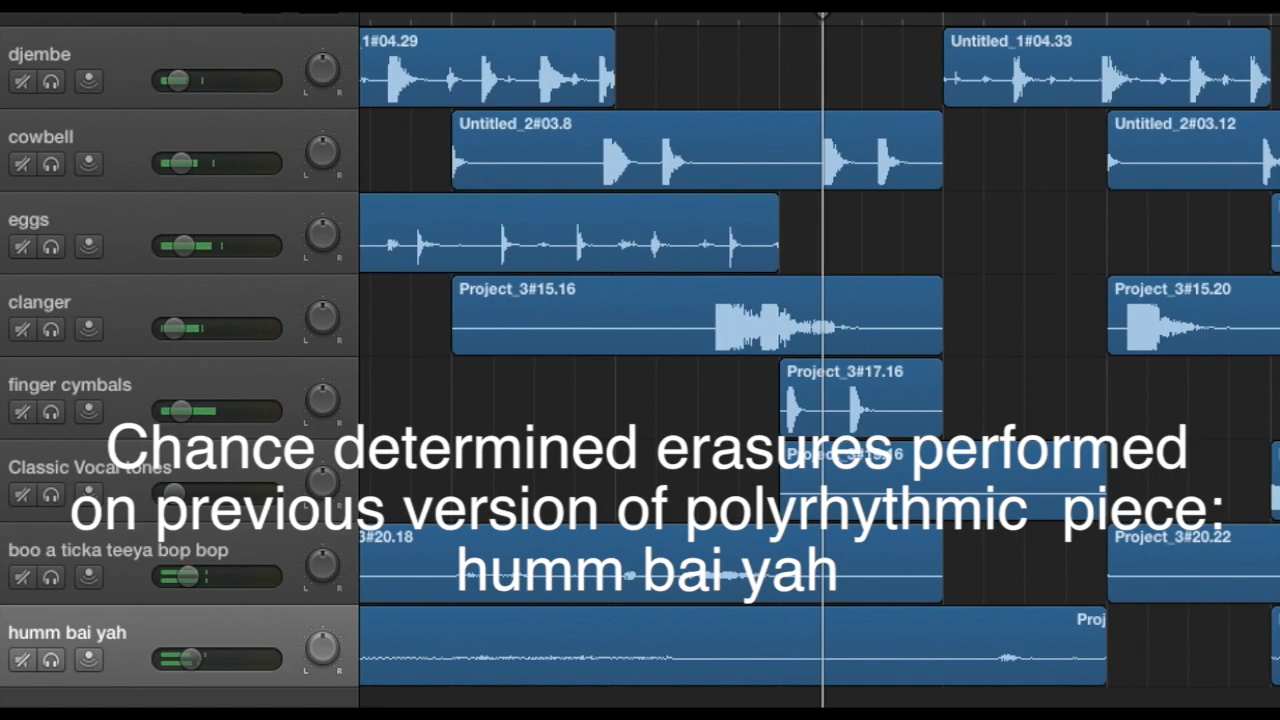 djembe
1#04.29
Untitled_1#04.33
L R
cowbell
Untitled_2#03.8
Untitled_2#03.12
L R
eggs
L R
clanger
Project_3#15.16
Project_3#15.20
L R
finger cymbals
Project_3#17.16
L R
Chance determined erasures performed
Classic Vocal tones
on previous version of polyrhythmic piece:
boo a ticka teeya bop bop
3#20.18
Project_3#20.22
humm bai yah
L R
humm bai yah
Proj
L R